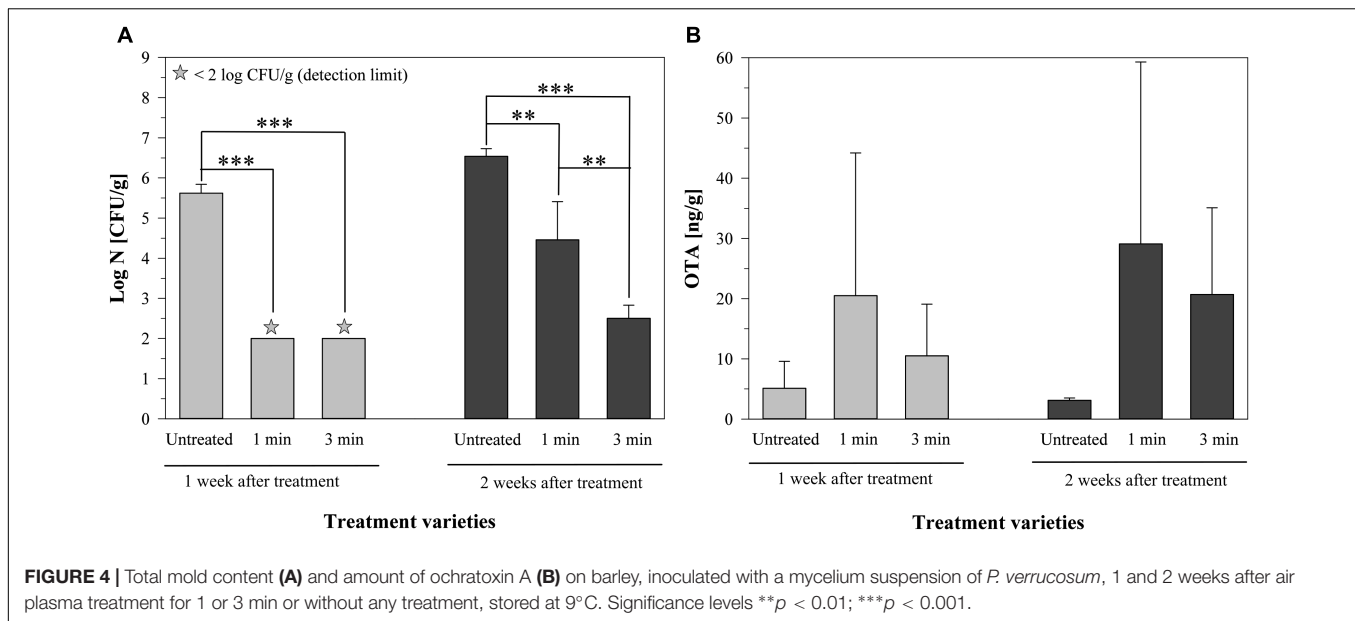 A
9
8
7
6
5
4
3
2
1
0
Log N [CFU/g]
☆ < 2 log CFU/g (detection limit)
***
***
***
**
**
Untreated 1 min 3 min Untreated 1 min 3 min
1 week after treatment 2 weeks after treatment
Treatment varieties
B
60
50
40
30
20
10
0
OTA [ng/g]
Untreated 1 min 3 min Untreated 1 min 3 min
1 week after treatment 2 weeks after treatment
Treatment varieties
FIGURE 4 | Total mold content (A) and amount of ochratoxin A (B) on barley, inoculated with a mycelium suspension of P. verrucosum, 1 and 2 weeks after air
plasma treatment for 1 or 3 min or without any treatment, stored at 9°C. Significance levels **p < 0.01; ***p < 0.001.